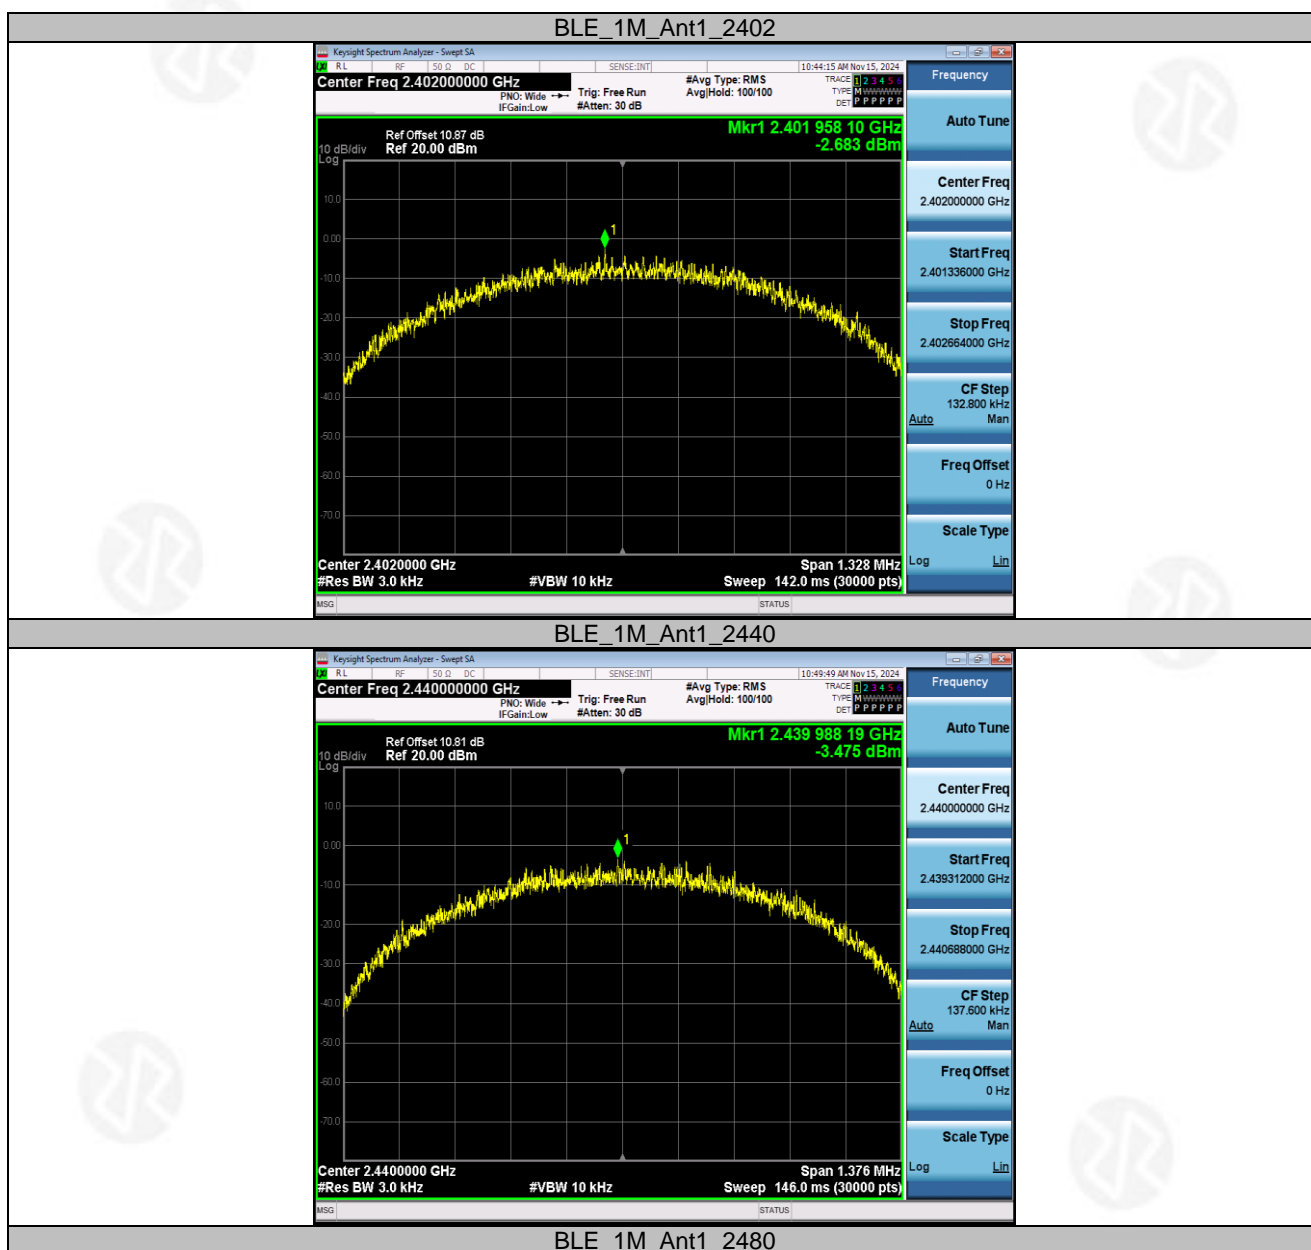 BLE_1M_Ant1_2402
Keysight Spectrum Analyzer - Swept SA
RL RF 50 Ω DC SENSE:INT 10:44:15 AM Nov 15, 2024
Center Freq 2.402000000 GHz
PNO: Wide
IFGain:Low
Trig: Free Run
#Atten: 30 dB
#Avg Type: RMS
Avg|Hold: 100/100
TRACE 1 2 3 4 5 6
TYPE M WWWWW
DET P P P P P P
Ref Offset 10.87 dB
10 dB/div Ref 20.00 dBm
Log
Mkr1 2.401 958 10 GHz
-2.683 dBm
1
10.0
0.00
-10.0
-20.0
-30.0
-40.0
-50.0
-60.0
-70.0
Center 2.4020000 GHz Span 1.328 MHz
#Res BW 3.0 kHz #VBW 10 kHz Sweep 142.0 ms (30000 pts)
MSG STATUS
Frequency
Auto Tune
Center Freq
2.402000000 GHz
Start Freq
2.401336000 GHz
Stop Freq
2.402664000 GHz
CF Step
132.800 kHz
Auto Man
Freq Offset
0 Hz
Scale Type
Log Lin
BLE_1M_Ant1_2440
Keysight Spectrum Analyzer - Swept SA
RL RF 50 Ω DC SENSE:INT 10:49:49 AM Nov 15, 2024
Center Freq 2.440000000 GHz
PNO: Wide
IFGain:Low
Trig: Free Run
#Atten: 30 dB
#Avg Type: RMS
Avg|Hold: 100/100
TRACE 1 2 3 4 5 6
TYPE M WWWWW
DET P P P P P P
Ref Offset 10.81 dB
10 dB/div Ref 20.00 dBm
Log
Mkr1 2.439 988 19 GHz
-3.475 dBm
1
10.0
0.00
-10.0
-20.0
-30.0
-40.0
-50.0
-60.0
-70.0
Center 2.4400000 GHz Span 1.376 MHz
#Res BW 3.0 kHz #VBW 10 kHz Sweep 146.0 ms (30000 pts)
MSG STATUS
Frequency
Auto Tune
Center Freq
2.440000000 GHz
Start Freq
2.439312000 GHz
Stop Freq
2.440688000 GHz
CF Step
137.600 kHz
Auto Man
Freq Offset
0 Hz
Scale Type
Log Lin
BLE_1M_Ant1_2480